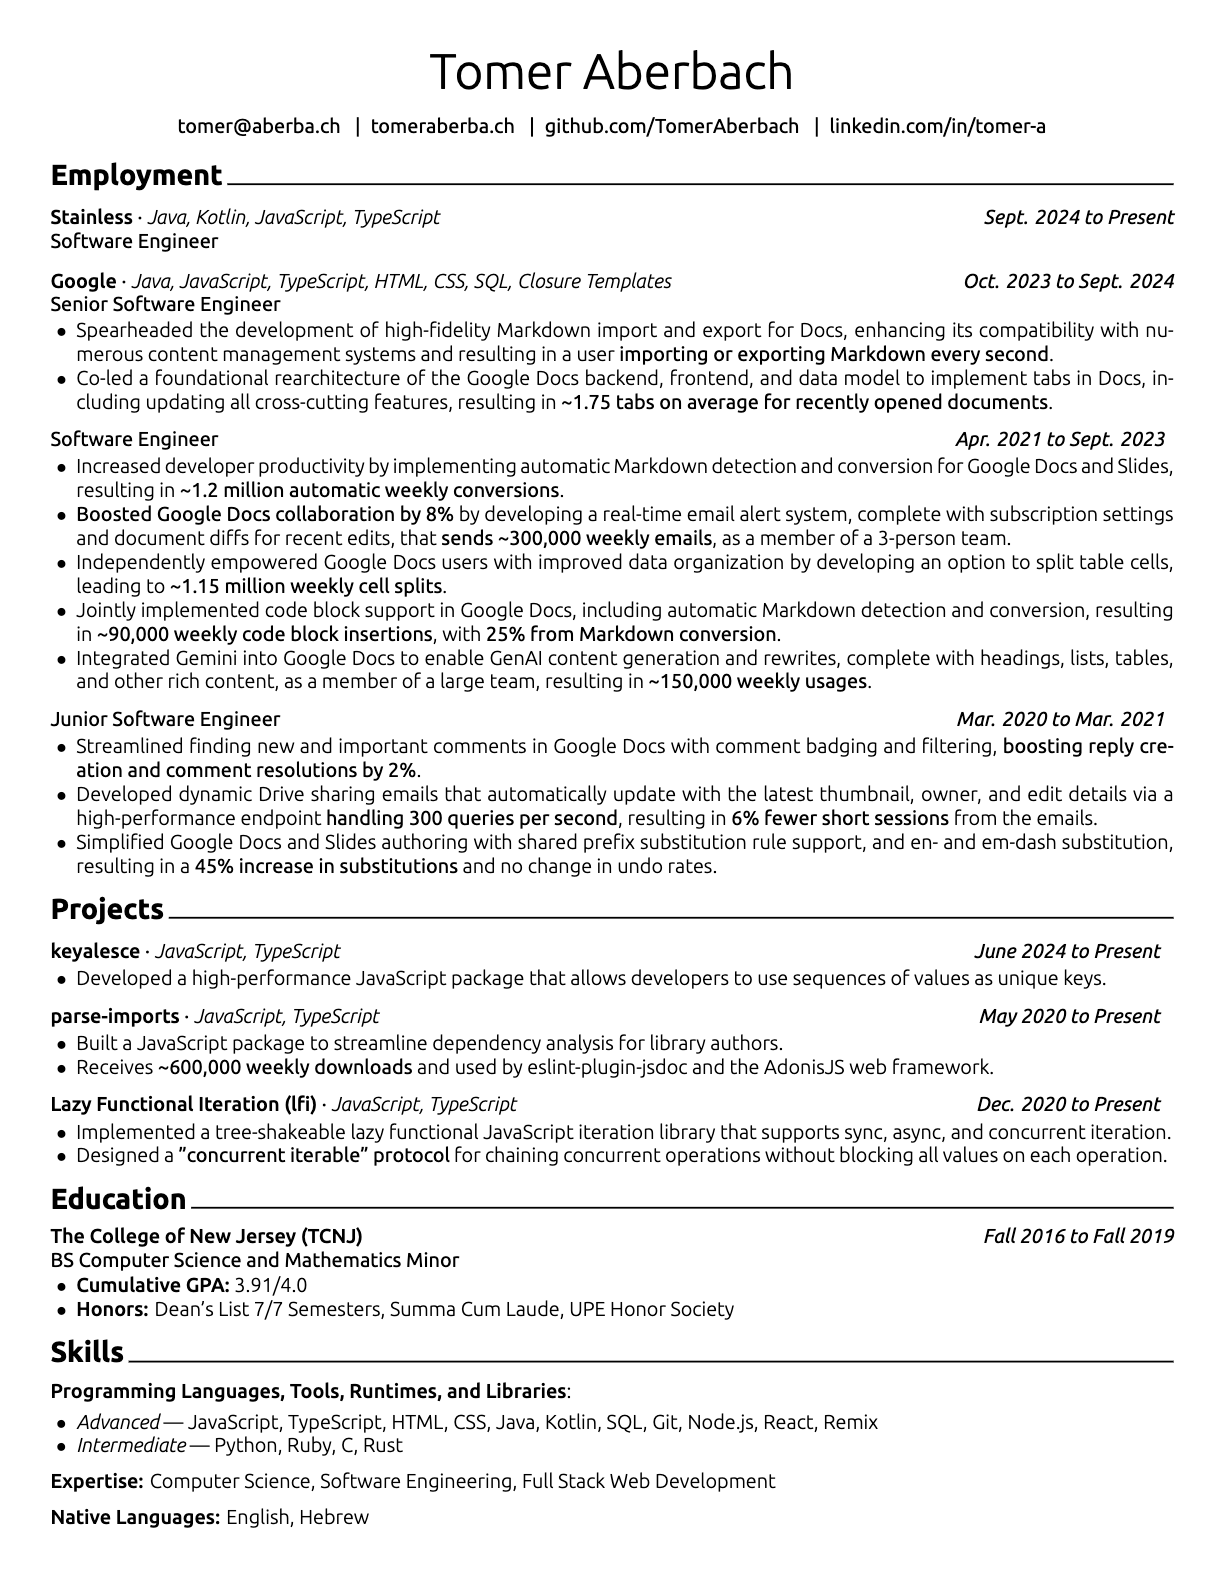 Tomer Aberbach
tomer@aberba.ch | tomeraberba.ch | github.com/TomerAberbach | linkedin.com/in/tomer-a
Employment
Stainless · Java, Kotlin, JavaScript, TypeScript Sept. 2024 to Present
Software Engineer
Google · Java, JavaScript, TypeScript, HTML, CSS, SQL, Closure Templates Oct. 2023 to Sept. 2024
Senior Software Engineer
• Spearheaded the development of high-fidelity Markdown import and export for Docs, enhancing its compatibility with nu-
merous content management systems and resulting in a user importing or exporting Markdown every second.
• Co-led a foundational rearchitecture of the Google Docs backend, frontend, and data model to implement tabs in Docs, in-
cluding updating all cross-cutting features, resulting in ~1.75 tabs on average for recently opened documents.
Software Engineer Apr. 2021 to Sept. 2023
• Increased developer productivity by implementing automatic Markdown detection and conversion for Google Docs and Slides,
resulting in ~1.2 million automatic weekly conversions.
• Boosted Google Docs collaboration by 8% by developing a real-time email alert system, complete with subscription settings
and document diffs for recent edits, that sends ~300,000 weekly emails, as a member of a 3-person team.
• Independently empowered Google Docs users with improved data organization by developing an option to split table cells,
leading to ~1.15 million weekly cell splits.
• Jointly implemented code block support in Google Docs, including automatic Markdown detection and conversion, resulting
in ~90,000 weekly code block insertions, with 25% from Markdown conversion.
• Integrated Gemini into Google Docs to enable GenAI content generation and rewrites, complete with headings, lists, tables,
and other rich content, as a member of a large team, resulting in ~150,000 weekly usages.
Junior Software Engineer Mar. 2020 to Mar. 2021
• Streamlined finding new and important comments in Google Docs with comment badging and filtering, boosting reply cre-
ation and comment resolutions by 2%.
• Developed dynamic Drive sharing emails that automatically update with the latest thumbnail, owner, and edit details via a
high-performance endpoint handling 300 queries per second, resulting in 6% fewer short sessions from the emails.
• Simplified Google Docs and Slides authoring with shared prefix substitution rule support, and en- and em-dash substitution,
resulting in a 45% increase in substitutions and no change in undo rates.
Projects
keyalesce · JavaScript, TypeScript June 2024 to Present
• Developed a high-performance JavaScript package that allows developers to use sequences of values as unique keys.
parse-imports · JavaScript, TypeScript May 2020 to Present
• Built a JavaScript package to streamline dependency analysis for library authors.
• Receives ~600,000 weekly downloads and used by eslint-plugin-jsdoc and the AdonisJS web framework.
Lazy Functional Iteration (lfi) · JavaScript, TypeScript Dec. 2020 to Present
• Implemented a tree-shakeable lazy functional JavaScript iteration library that supports sync, async, and concurrent iteration.
• Designed a ”concurrent iterable” protocol for chaining concurrent operations without blocking all values on each operation.
Education
The College of New Jersey (TCNJ) Fall 2016 to Fall 2019
BS Computer Science and Mathematics Minor
• Cumulative GPA: 3.91/4.0
• Honors: Dean’s List 7/7 Semesters, Summa Cum Laude, UPE Honor Society
Skills
Programming Languages, Tools, Runtimes, and Libraries:
• Advanced — JavaScript, TypeScript, HTML, CSS, Java, Kotlin, SQL, Git, Node.js, React, Remix
• Intermediate — Python, Ruby, C, Rust
Expertise: Computer Science, Software Engineering, Full Stack Web Development
Native Languages: English, Hebrew